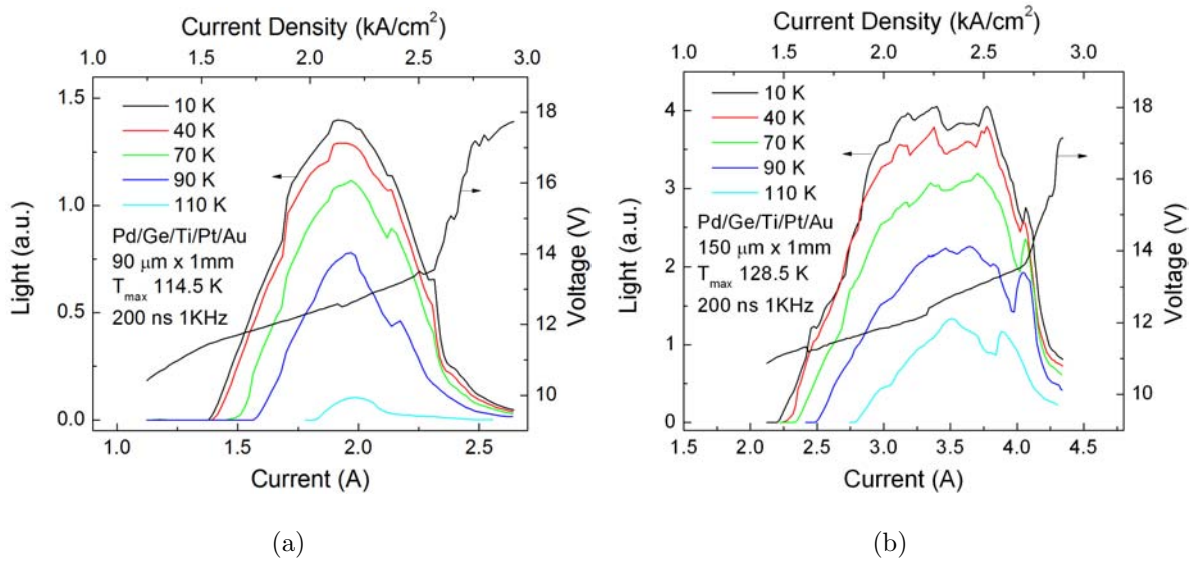 Current Density (kA/cm²)
1.0 1.5 2.0 2.5 3.0
Light (a.u.)
1.5
1.0
0.5
0.0
10 K
40 K
70 K
90 K
110 K
Pd/Ge/Ti/Pt/Au
90 μm x 1mm
T_max 114.5 K
200 ns 1KHz
18
16
14
12
10
Voltage (V)
1.0 1.5 2.0 2.5
Current (A)
(a)
Current Density (kA/cm²)
1.0 1.5 2.0 2.5 3.0
Light (a.u.)
4
3
2
1
0
10 K
40 K
70 K
90 K
110 K
Pd/Ge/Ti/Pt/Au
150 μm x 1mm
T_max 128.5 K
200 ns 1KHz
18
16
14
12
10
Voltage (V)
1.5 2.0 2.5 3.0 3.5 4.0 4.5
Current (A)
(b)